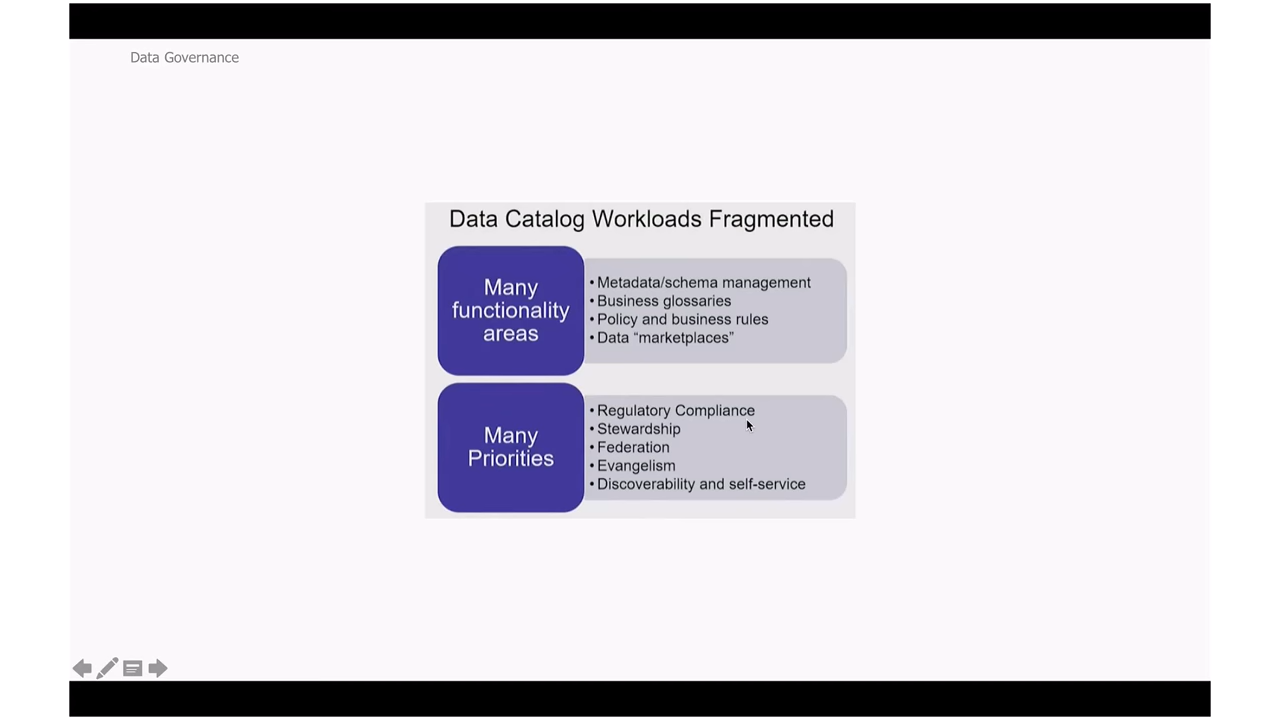 Data Governance
Data Catalog Workloads Fragmented
Many
functionality
areas
• Metadata/schema management
• Business glossaries
• Policy and business rules
• Data “marketplaces”
Many
Priorities
• Regulatory Compliance
• Stewardship
• Federation
• Evangelism
• Discoverability and self-service